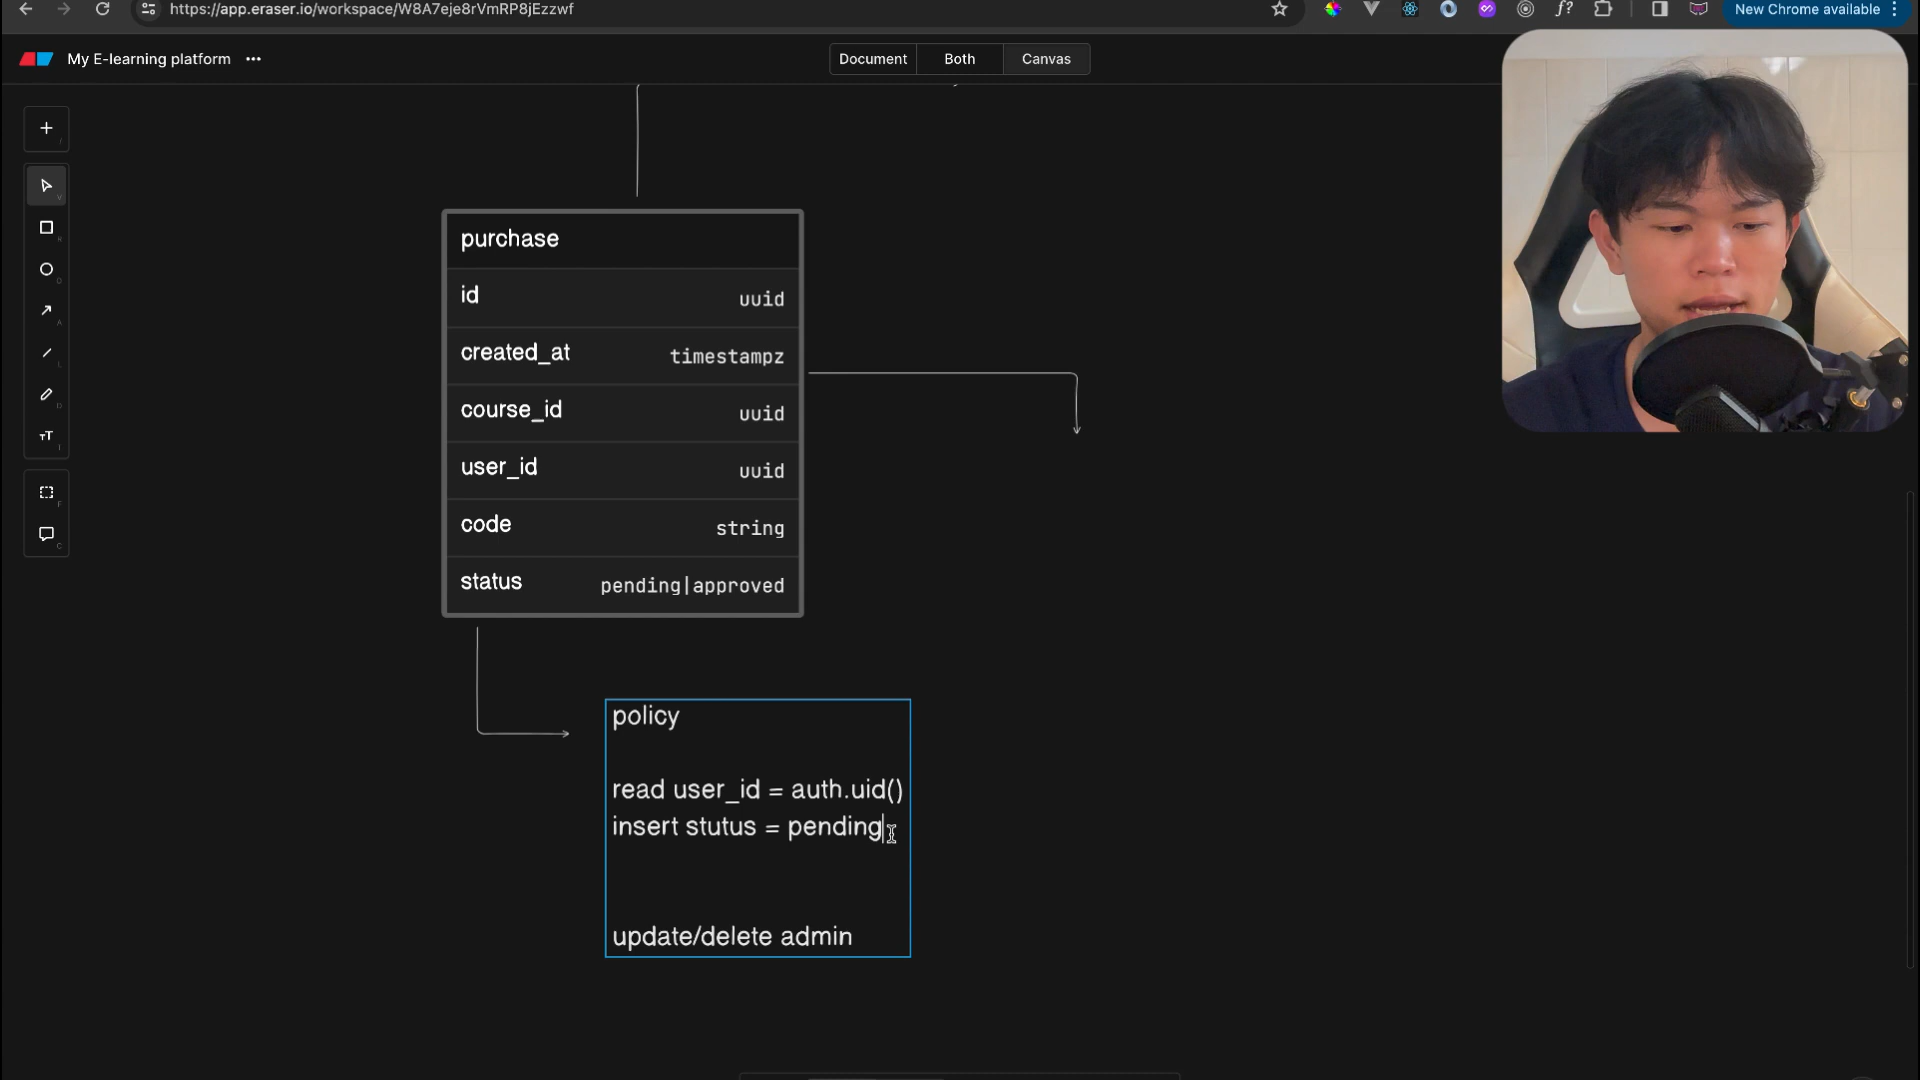 https://app.eraser.io/workspace/W8A7eje8rVmRP8jEzzwf
f?
New Chrome available
My E-learning platform
Document
Both
Canvas
purchase
id uuid
created_at timestampz
course_id uuid
user_id uuid
code string
status pending|approved
policy
read user_id = auth.uid()
insert stutus = pending
update/delete admin